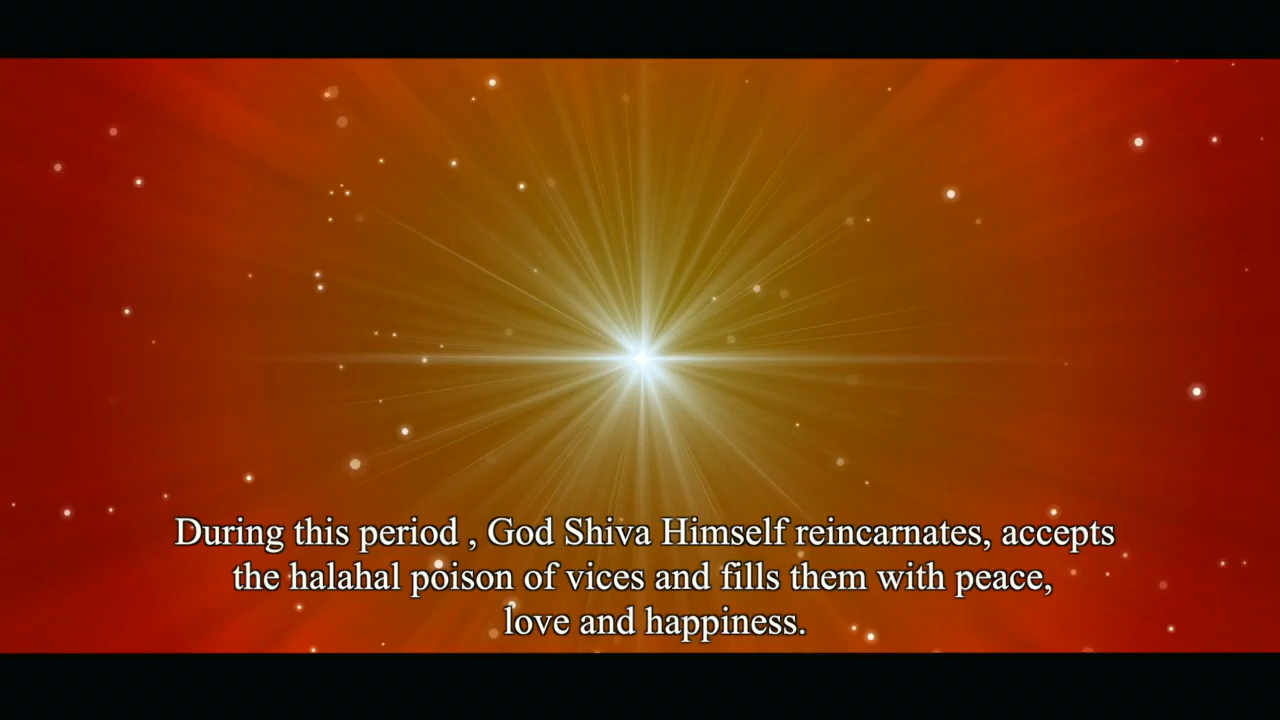 During this period , God Shiva Himself reincarnates, accepts
the halahal poison of vices and fills them with peace,
love and happiness.